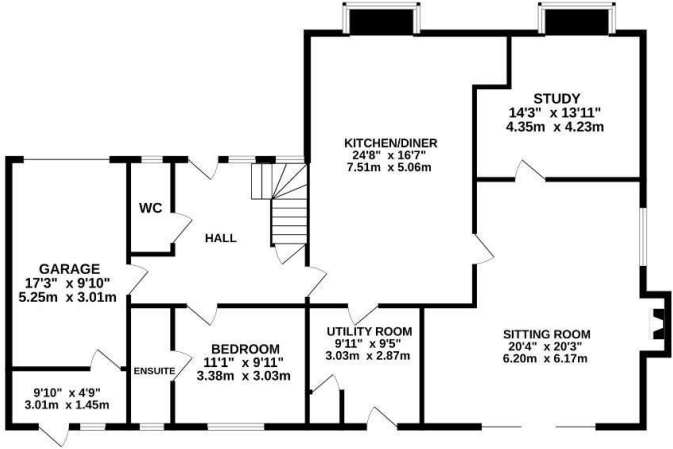 STUDY
14'3" x 13'11"
4.35m x 4.23m
KITCHEN/DINER
24'8" x 16'7"
7.51m x 5.06m
WC
HALL
GARAGE
17'3" x 9'10"
5.25m x 3.01m
UTILITY ROOM
9'11" x 9'5"
3.03m x 2.87m
SITTING ROOM
20'4" x 20'3"
6.20m x 6.17m
BEDROOM
11'1" x 9'11"
3.38m x 3.03m
ENSUITE
9'10" x 4'9"
3.01m x 1.45m